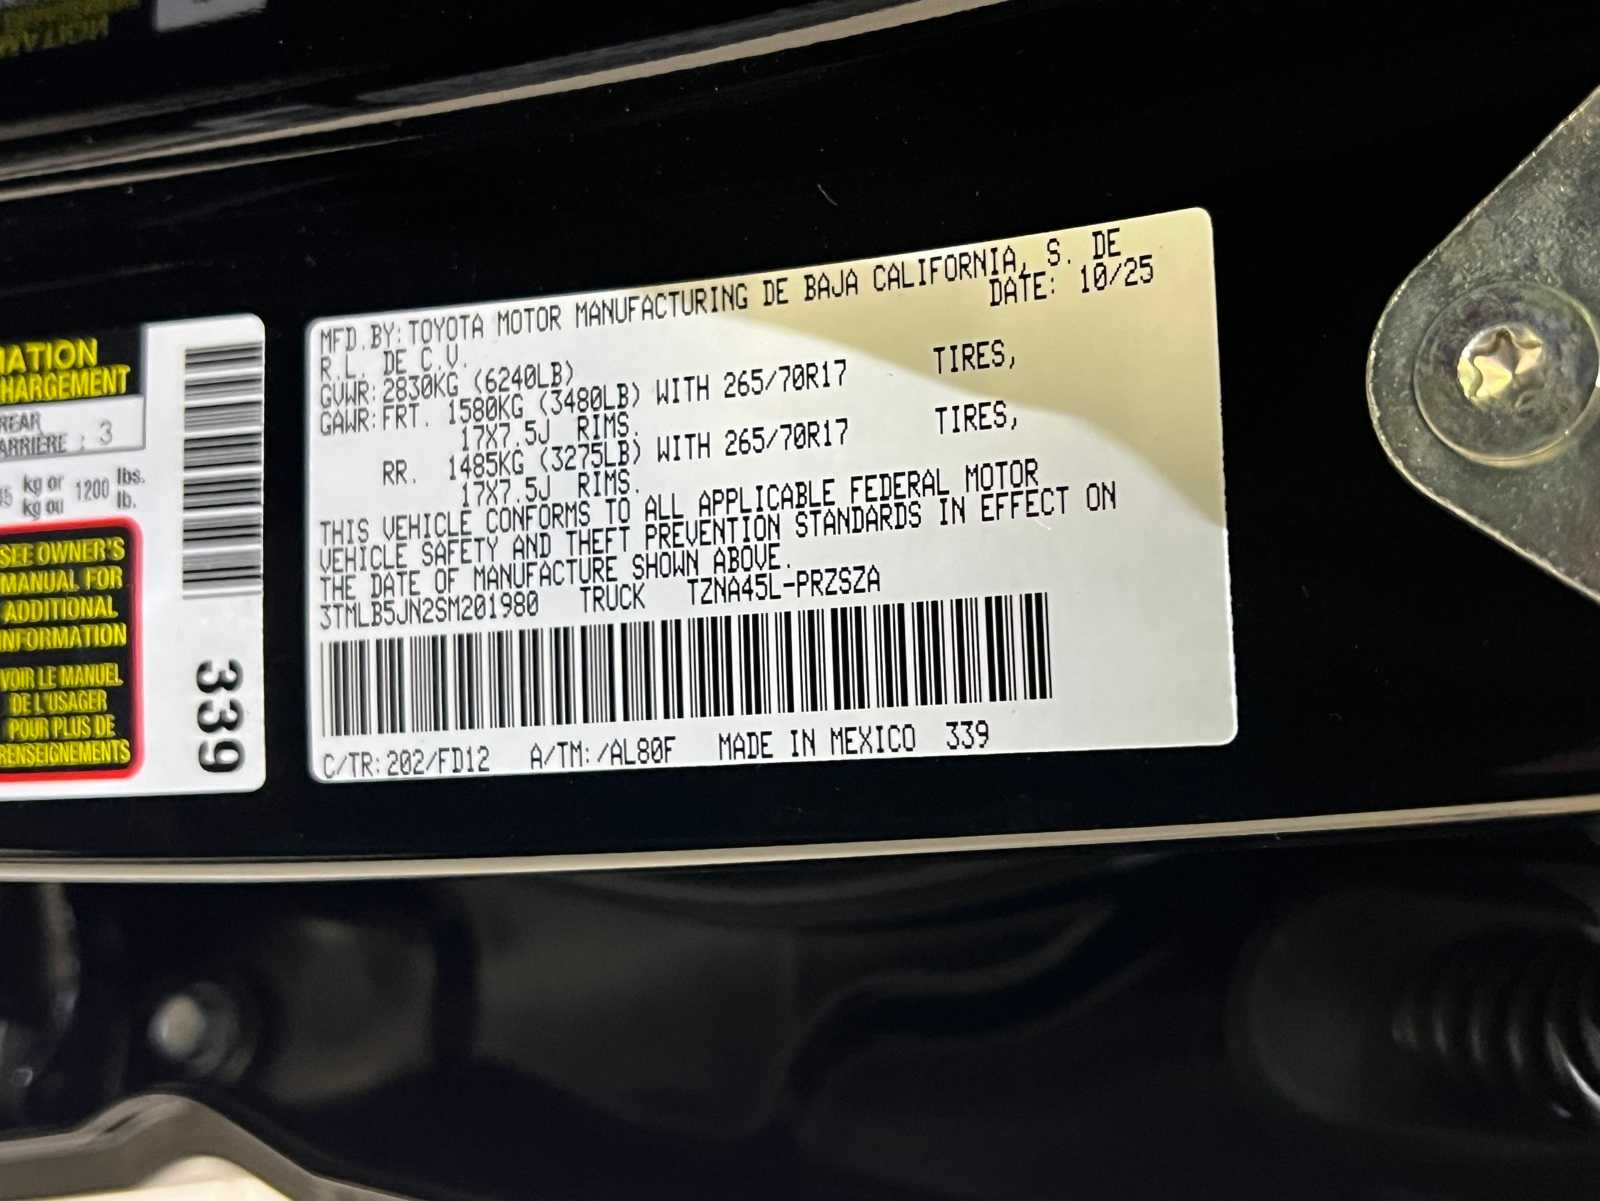 MATION
CHARGEMENT
REAR
ARRIERE : 3
kg or 1200 lbs.
kg ou lb.
SEE OWNER'S
MANUAL FOR
ADDITIONAL
INFORMATION
VOIR LE MANUEL
DE L'USAGER
POUR PLUS DE
RENSEIGNEMENTS
339
MFD.BY:TOYOTA MOTOR MANUFACTURING DE BAJA CALIFORNIA, S. DE
R.L. DE C.V. DATE: 10/25
GVWR:2830KG (6240LB)
GAWR:FRT. 1580KG (3480LB) WITH 265/70R17 TIRES,
17X7.5J RIMS.
RR. 1485KG (3275LB) WITH 265/70R17 TIRES,
17X7.5J RIMS.
THIS VEHICLE CONFORMS TO ALL APPLICABLE FEDERAL MOTOR
VEHICLE SAFETY AND THEFT PREVENTION STANDARDS IN EFFECT ON
THE DATE OF MANUFACTURE SHOWN ABOVE.
3TMLB5JN2SM201980 TRUCK TZNA45L-PRZSZA
C/TR:202/FD12 A/TM:/AL80F MADE IN MEXICO 339